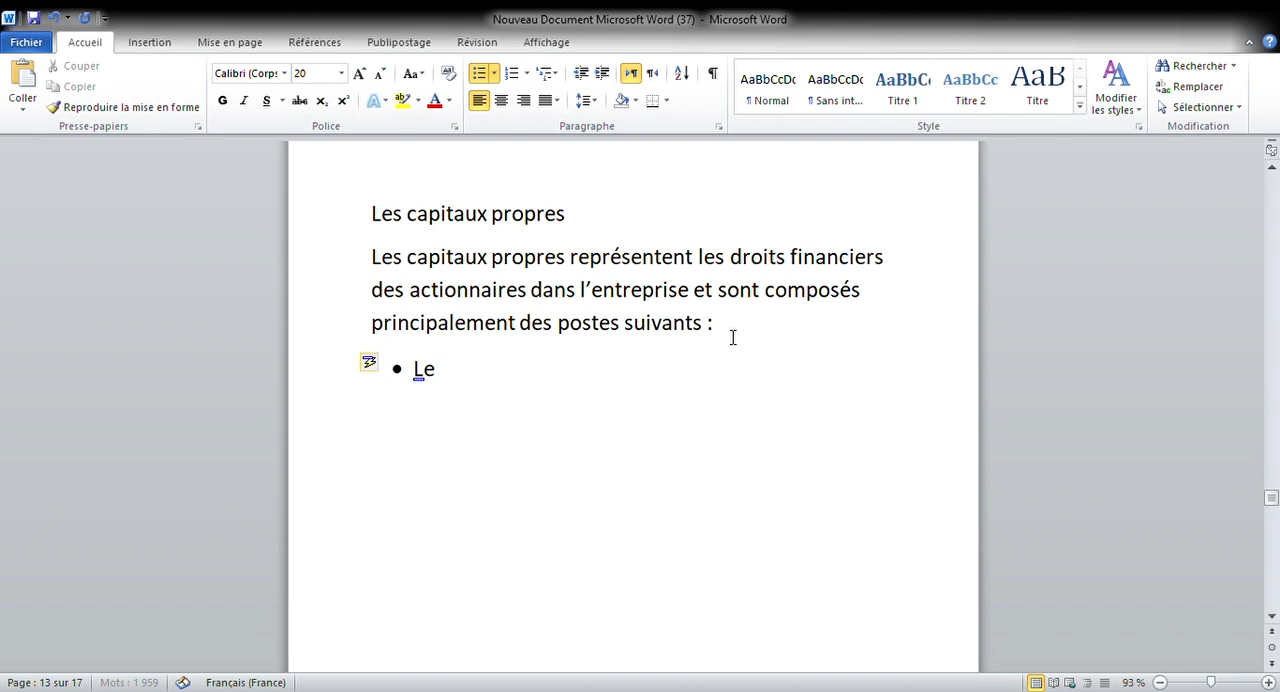 Nouveau Document Microsoft Word (37) - Microsoft Word
Fichier Accueil Insertion Mise en page Références Publipostage Révision Affichage
Coller
Couper
Copier
Reproduire la mise en forme
Presse-papiers
Calibri (Corps 20
Police
Paragraphe
AaBbCcDc AaBbCcDc AaBbC AaBbCc AaB
¶ Normal ¶ Sans int... Titre 1 Titre 2 Titre
Modifier les styles
Style
Rechercher
Remplacer
Sélectionner
Modification
Les capitaux propres
Les capitaux propres représentent les droits financiers
des actionnaires dans l’entreprise et sont composés
principalement des postes suivants :
• Le
Page : 13 sur 17 Mots : 1 959 Français (France) 93 %